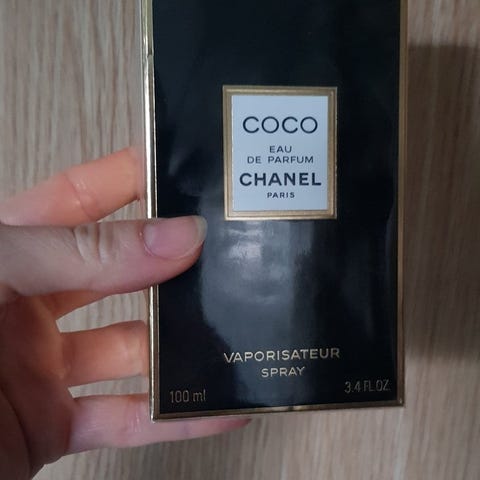 COCO
EAU
DE PARFUM
CHANEL
PARIS
VAPORISATEUR
SPRAY
100 ml 3.4 FL.OZ.